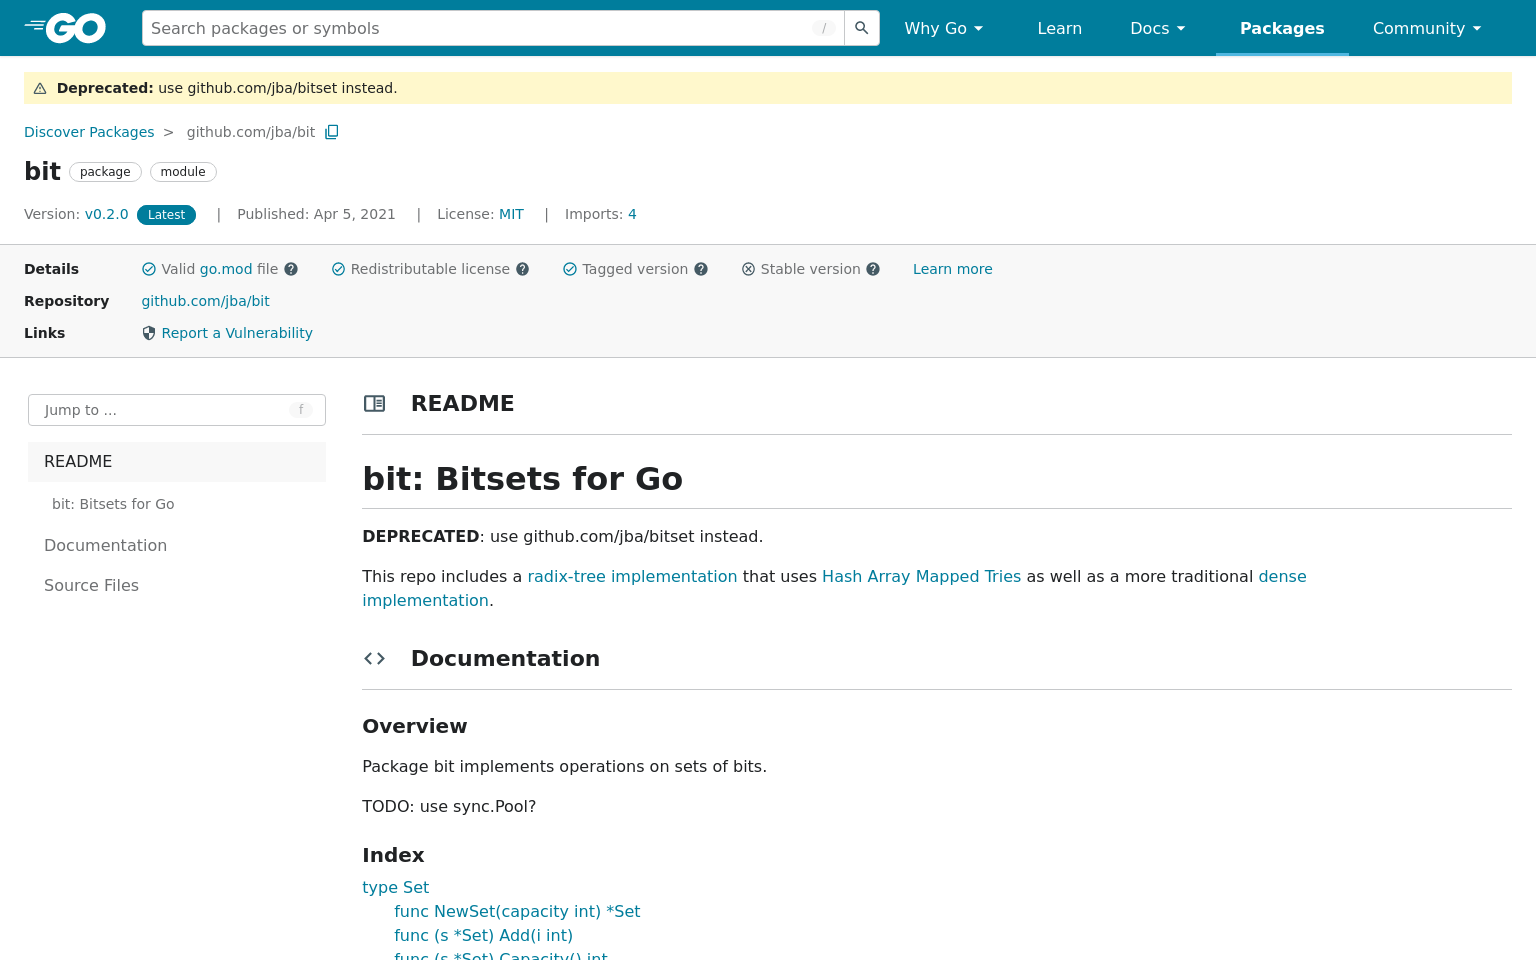 GO
Search packages or symbols
/
Why Go
Learn
Docs
Packages
Community
Deprecated: use github.com/jba/bitset instead.
Discover Packages > github.com/jba/bit
bit package module
Version: v0.2.0 Latest | Published: Apr 5, 2021 | License: MIT | Imports: 4
Details Valid go.mod file Redistributable license Tagged version Stable version Learn more
Repository github.com/jba/bit
Links Report a Vulnerability
Jump to ... f
README
bit: Bitsets for Go
Documentation
Source Files
README
bit: Bitsets for Go
DEPRECATED: use github.com/jba/bitset instead.
This repo includes a radix-tree implementation that uses Hash Array Mapped Tries as well as a more traditional dense
implementation.
Documentation
Overview
Package bit implements operations on sets of bits.
TODO: use sync.Pool?
Index
type Set
func NewSet(capacity int) *Set
func (s *Set) Add(i int)
func (s *Set) Capacity() int